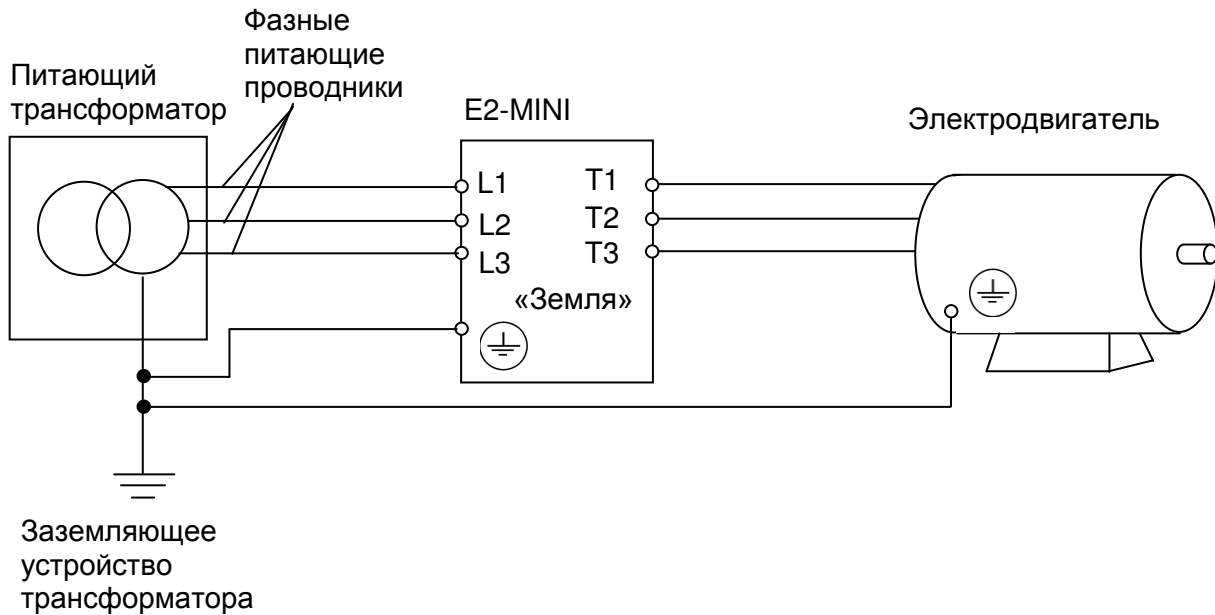 Фазные
питающие
проводники
Питающий
трансформатор
E2-MINI
Электродвигатель
L1
T1
L2
T2
L3
T3
«Земля»
Заземляющее
устройство
трансформатора